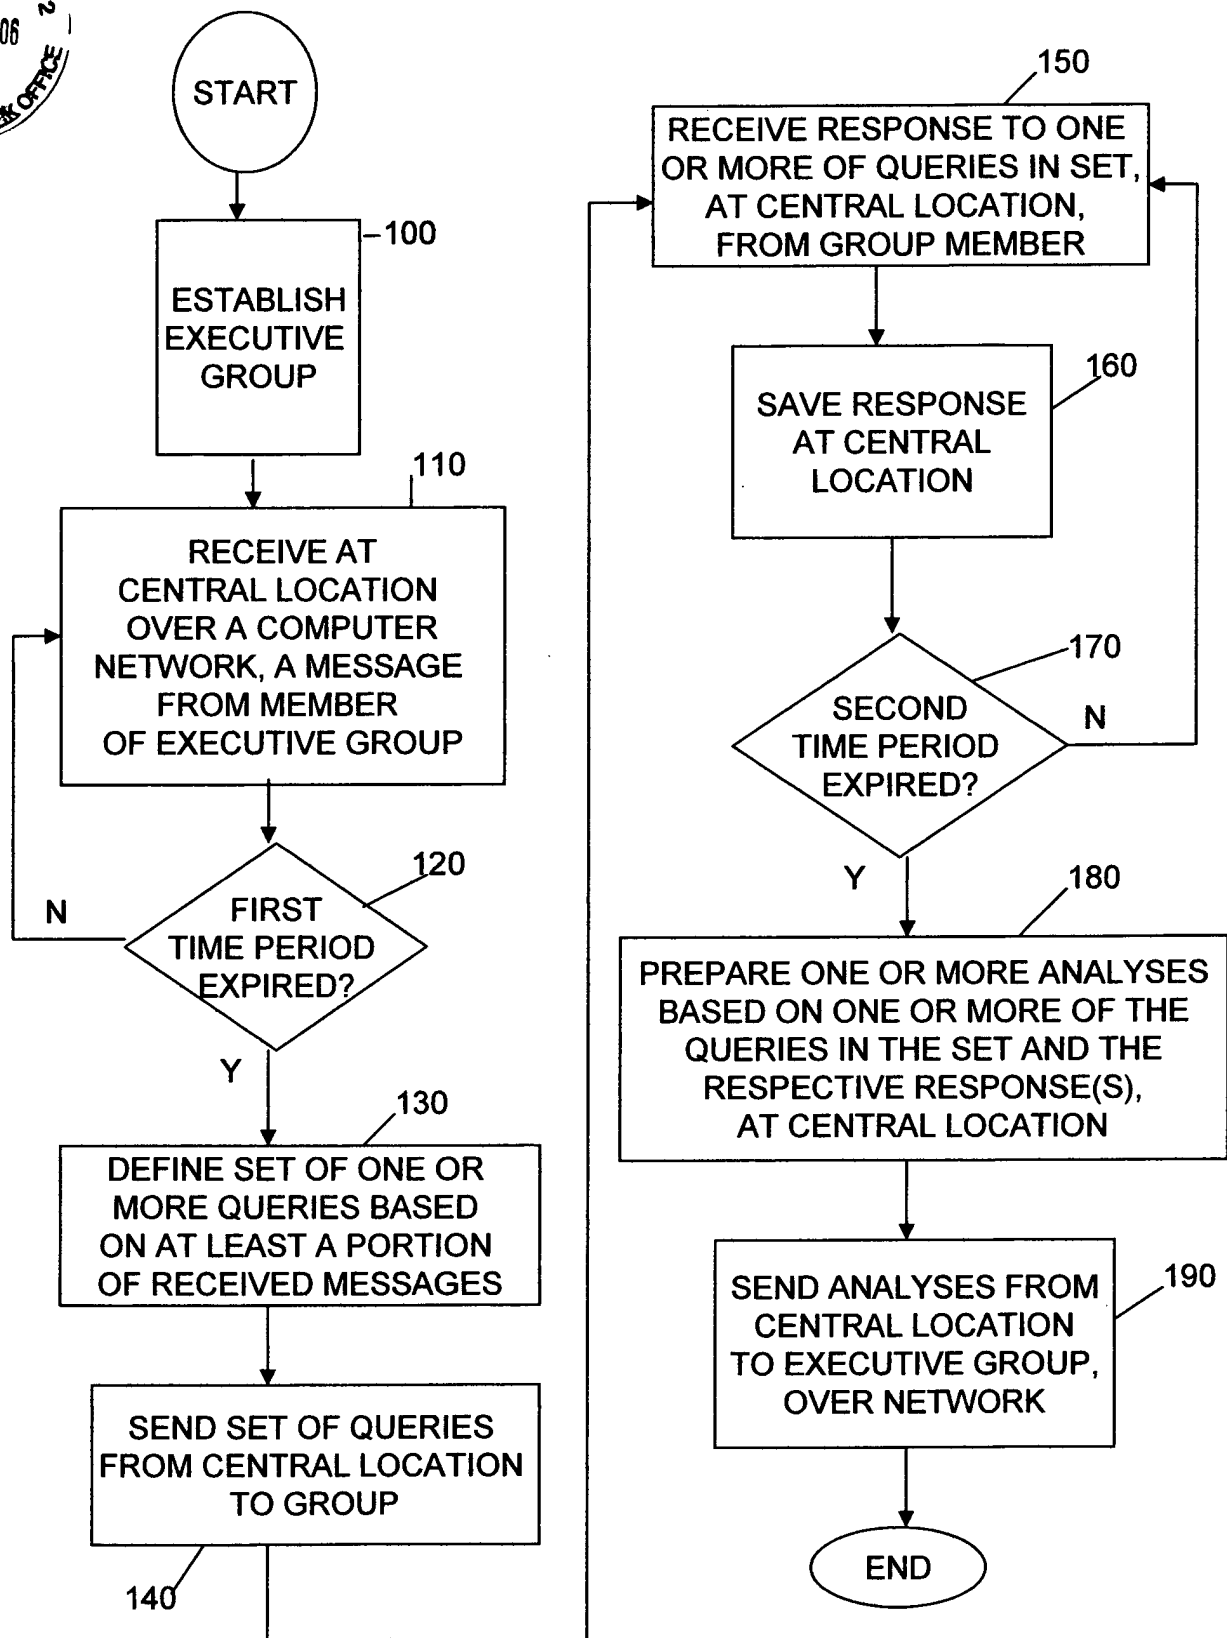 06
2
OFFICE
START
100
ESTABLISH
EXECUTIVE
GROUP
110
RECEIVE AT
CENTRAL LOCATION
OVER A COMPUTER
NETWORK, A MESSAGE
FROM MEMBER
OF EXECUTIVE GROUP
120
FIRST
TIME PERIOD
EXPIRED?
N
Y
130
DEFINE SET OF ONE OR
MORE QUERIES BASED
ON AT LEAST A PORTION
OF RECEIVED MESSAGES
SEND SET OF QUERIES
FROM CENTRAL LOCATION
TO GROUP
140
150
RECEIVE RESPONSE TO ONE
OR MORE OF QUERIES IN SET,
AT CENTRAL LOCATION,
FROM GROUP MEMBER
160
SAVE RESPONSE
AT CENTRAL
LOCATION
170
SECOND
TIME PERIOD
EXPIRED?
N
Y
180
PREPARE ONE OR MORE ANALYSES
BASED ON ONE OR MORE OF THE
QUERIES IN THE SET AND THE
RESPECTIVE RESPONSE(S),
AT CENTRAL LOCATION
190
SEND ANALYSES FROM
CENTRAL LOCATION
TO EXECUTIVE GROUP,
OVER NETWORK
END